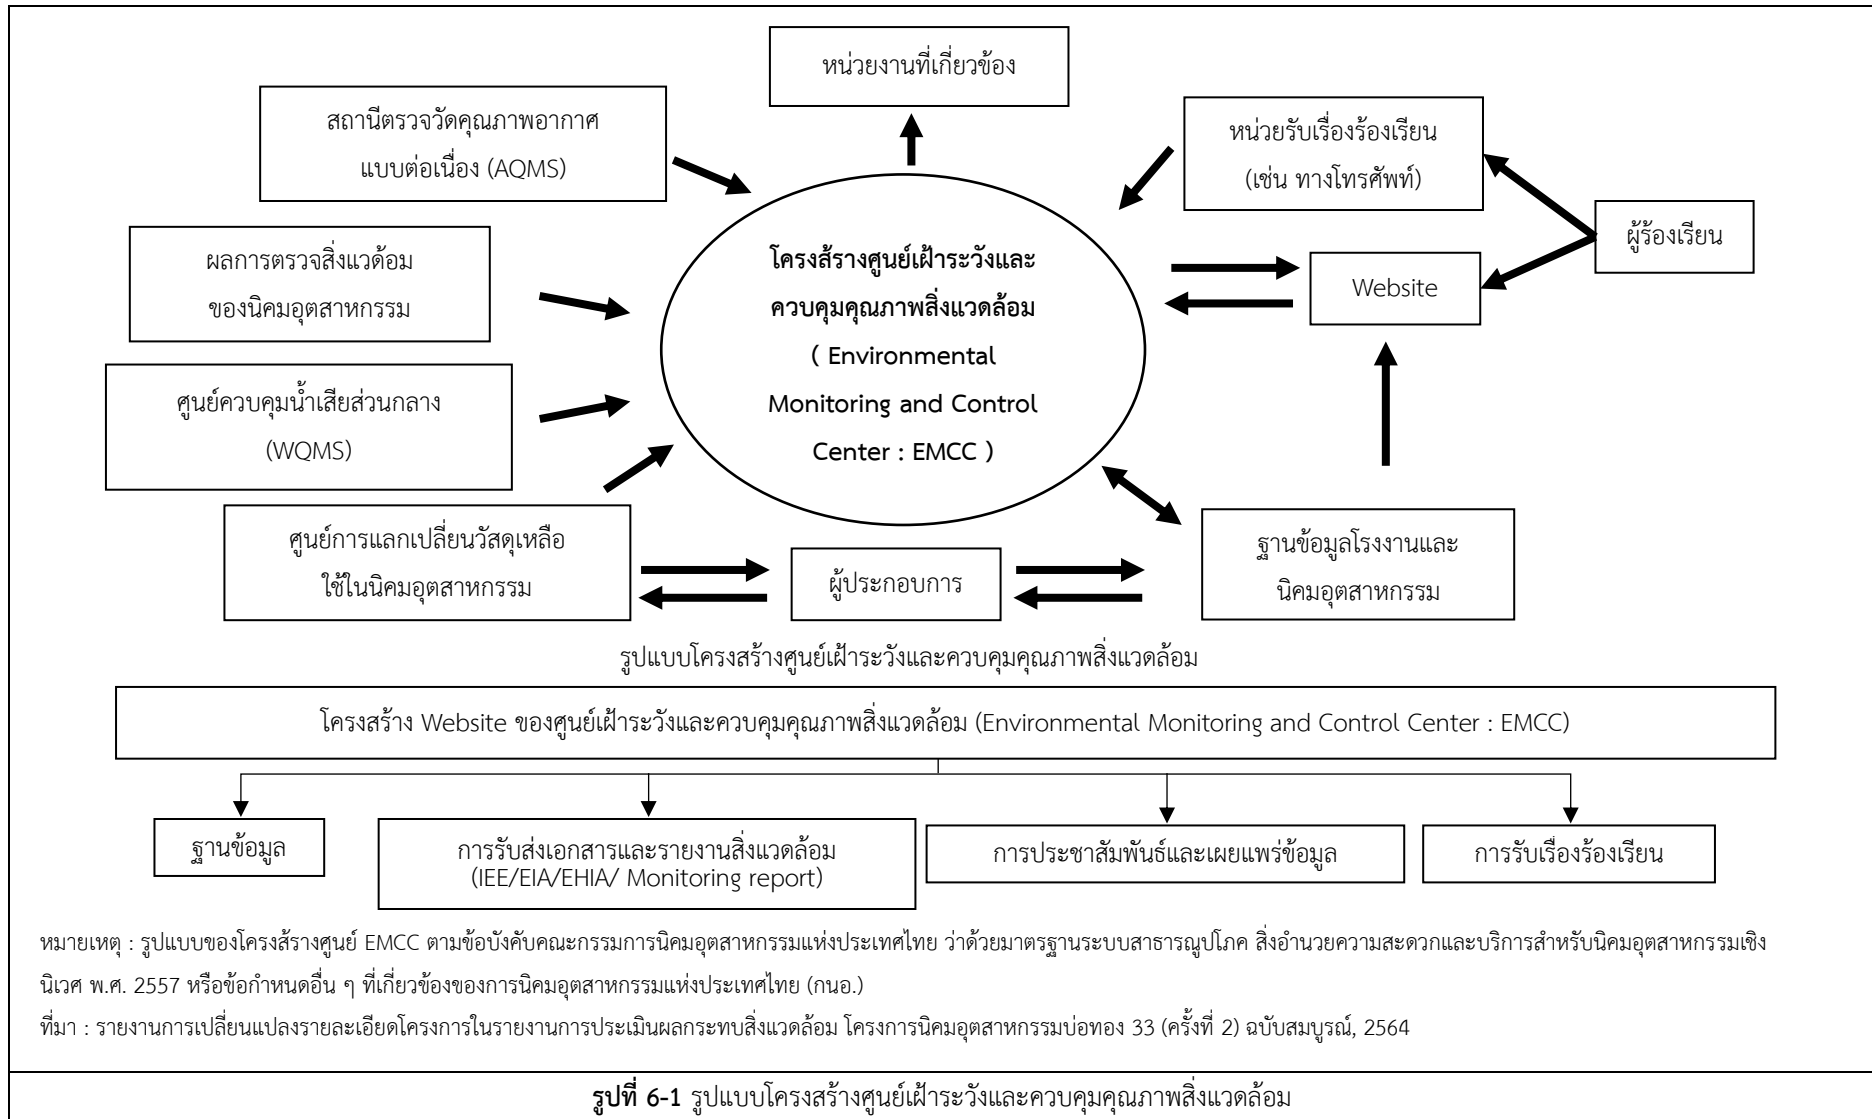 หน่วยงานที่เกี่ยวข้อง
สถานีตรวจวัดคุณภาพอากาศ
แบบต่อเนื่อง (AQMS)
หน่วยรับเรื่องร้องเรียน
(เช่น ทางโทรศัพท์)
ผู้ร้องเรียน
ผลการตรวจสิ่งแวด้อม
ของนิคมอุตสาหกรรม
โครงส้รางศูนย์เฝ้าระวังและ
ควบคุมคุณภาพสิ่งแวดล้อม
( Environmental
Monitoring and Control
Center : EMCC )
Website
ศูนย์ควบคุมน้ำเสียส่วนกลาง
(WQMS)
ศูนย์การแลกเปลี่ยนวัสดุเหลือ
ใช้ในนิคมอุตสาหกรรม
ผู้ประกอบการ
ฐานข้อมูลโรงงานและ
นิคมอุตสาหกรรม
รูปแบบโครงสร้างศูนย์เฝ้าระวังและควบคุมคุณภาพสิ่งแวดล้อม
โครงสร้าง Website ของศูนย์เฝ้าระวังและควบคุมคุณภาพสิ่งแวดล้อม (Environmental Monitoring and Control Center : EMCC)
ฐานข้อมูล
การรับส่งเอกสารและรายงานสิ่งแวดล้อม
(IEE/EIA/EHIA/ Monitoring report)
การประชาสัมพันธ์และเผยแพร่ข้อมูล
การรับเรื่องร้องเรียน
หมายเหตุ : รูปแบบของโครงส้รางศูนย์ EMCC ตามข้อบังคับคณะกรรมการนิคมอุตสาหกรรมแห่งประเทศไทย ว่าด้วยมาตรฐานระบบสาธารณูปโภค สิ่งอำนวยความสะดวกและบริการสำหรับนิคมอุตสาหกรรมเชิง
นิเวศ พ.ศ. 2557 หรือข้อกำหนดอื่น ๆ ที่เกี่ยวข้องของการนิคมอุตสาหกรรมแห่งประเทศไทย (กนอ.)
ที่มา : รายงานการเปลี่ยนแปลงรายละเอียดโครงการในรายงานการประเมินผลกระทบสิ่งแวดล้อม โครงการนิคมอุตสาหกรรมบ่อทอง 33 (ครั้งที่ 2) ฉบับสมบูรณ์, 2564
รูปที่ 6-1 รูปแบบโครงสร้างศูนย์เฝ้าระวังและควบคุมคุณภาพสิ่งแวดล้อม